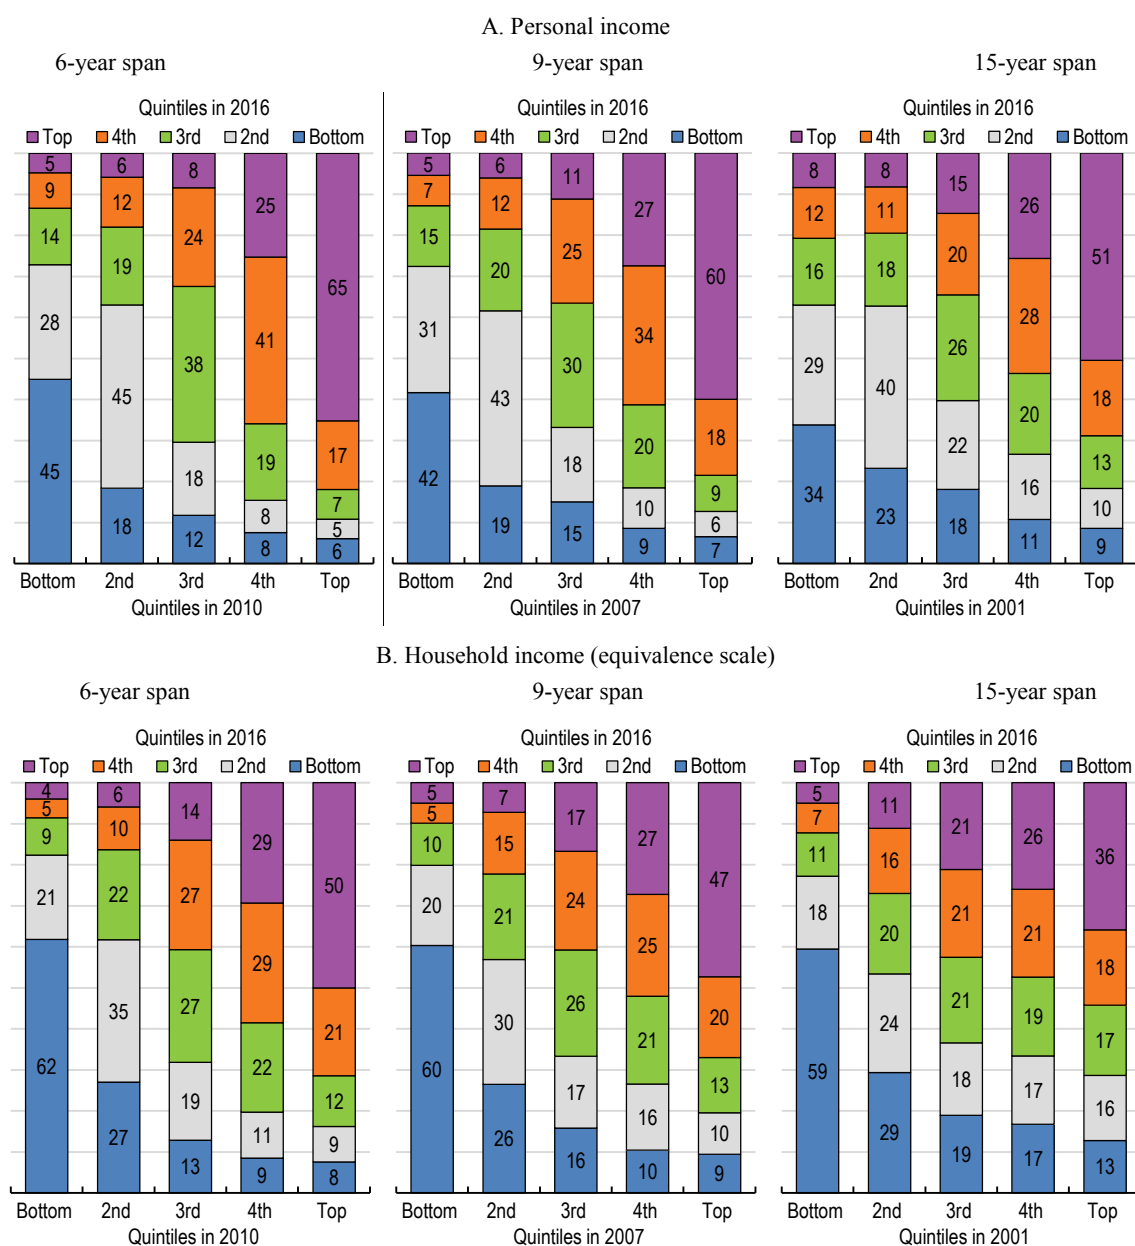 A. Personal income
6-year span 9-year span 15-year span
Quintiles in 2016 Quintiles in 2016 Quintiles in 2016
Top 4th 3rd 2nd Bottom Top 4th 3rd 2nd Bottom Top 4th 3rd 2nd Bottom
5 9 14 28 45
6 12 19 45 18
8 24 38 18 12
25 41 19 8 8
65 17 7 5 6
5 7 15 31 42
6 12 20 43 19
11 25 30 18 15
27 34 20 10 9
60 18 9 6 7
8 12 16 29 34
8 11 18 40 23
15 20 26 22 18
26 28 20 16 11
51 18 13 10 9
Bottom 2nd 3rd 4th Top Bottom 2nd 3rd 4th Top Bottom 2nd 3rd 4th Top
Quintiles in 2010 Quintiles in 2007 Quintiles in 2001
B. Household income (equivalence scale)
6-year span 9-year span 15-year span
Quintiles in 2016 Quintiles in 2016 Quintiles in 2016
Top 4th 3rd 2nd Bottom Top 4th 3rd 2nd Bottom Top 4th 3rd 2nd Bottom
4 5 9 21 62
6 10 22 35 27
14 27 27 19 13
29 29 22 11 9
50 21 12 9 8
5 5 10 20 60
7 15 21 30 26
17 24 26 17 16
27 25 21 16 10
47 20 13 10 9
5 7 11 18 59
11 16 20 24 29
21 21 21 18 19
26 21 19 17 17
36 18 17 16 13
Bottom 2nd 3rd 4th Top Bottom 2nd 3rd 4th Top Bottom 2nd 3rd 4th Top
Quintiles in 2010 Quintiles in 2007 Quintiles in 2001